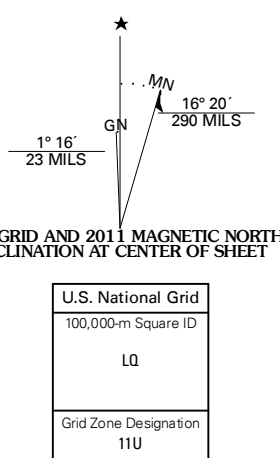 MN
GN
16° 20´
290 MILS
1° 16´
23 MILS
GRID AND 2011 MAGNETIC NORTH
CLINATION AT CENTER OF SHEET
U.S. National Grid
100,000-m Square ID
LQ
Grid Zone Designation
11U